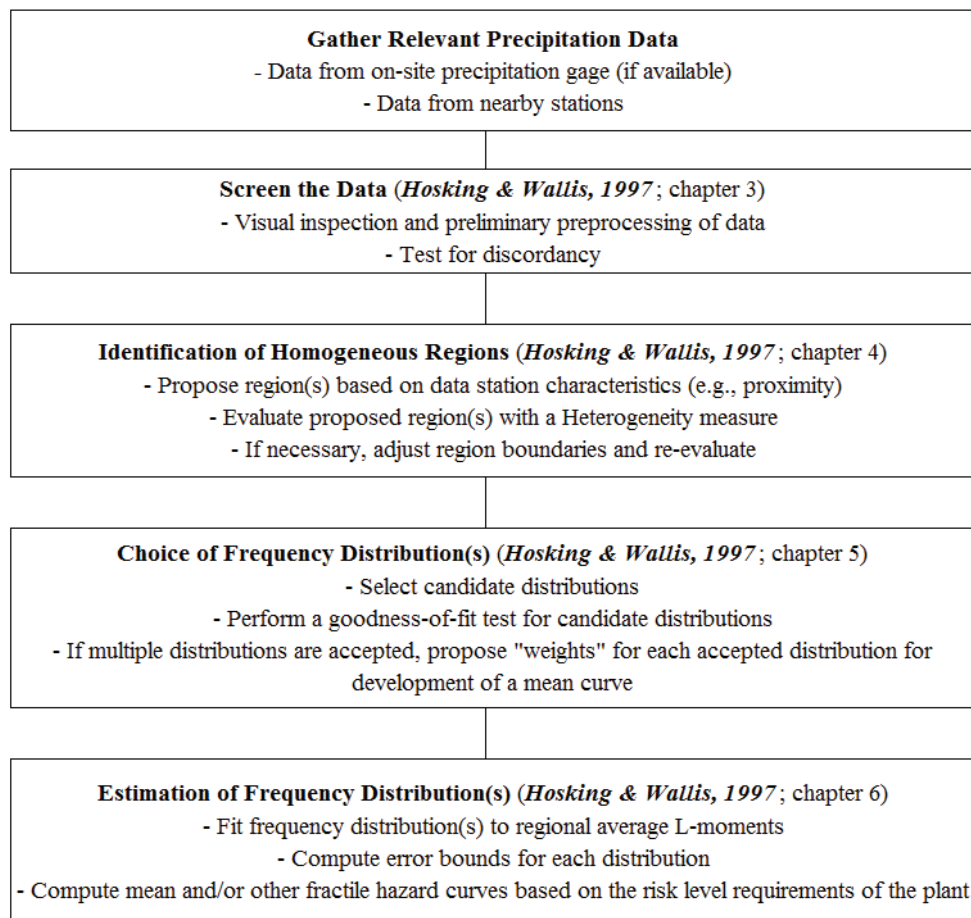 Gather Relevant Precipitation Data
- Data from on-site precipitation gage (if available)
- Data from nearby stations
Screen the Data (Hosking & Wallis, 1997; chapter 3)
- Visual inspection and preliminary preprocessing of data
- Test for discordancy
Identification of Homogeneous Regions (Hosking & Wallis, 1997; chapter 4)
- Propose region(s) based on data station characteristics (e.g., proximity)
- Evaluate proposed region(s) with a Heterogeneity measure
- If necessary, adjust region boundaries and re-evaluate
Choice of Frequency Distribution(s) (Hosking & Wallis, 1997; chapter 5)
- Select candidate distributions
- Perform a goodness-of-fit test for candidate distributions
- If multiple distributions are accepted, propose "weights" for each accepted distribution for
development of a mean curve
Estimation of Frequency Distribution(s) (Hosking & Wallis, 1997; chapter 6)
- Fit frequency distribution(s) to regional average L-moments
- Compute error bounds for each distribution
- Compute mean and/or other fractile hazard curves based on the risk level requirements of the plant